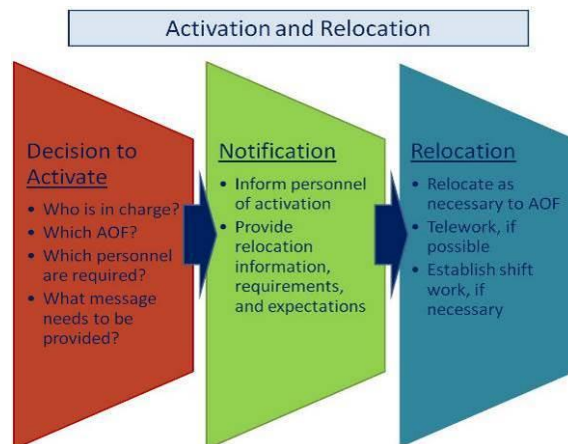 Activation and Relocation
Decision to
Activate
• Who is in charge?
• Which AOF?
• Which personnel
are required?
• What message
needs to be
provided?
Notification
• Inform personnel
of activation
• Provide
relocation
information,
requirements,
and expectations
Relocation
• Relocate as
necessary to AOF
• Telework, if
possible
• Establish shift
work, if
necessary